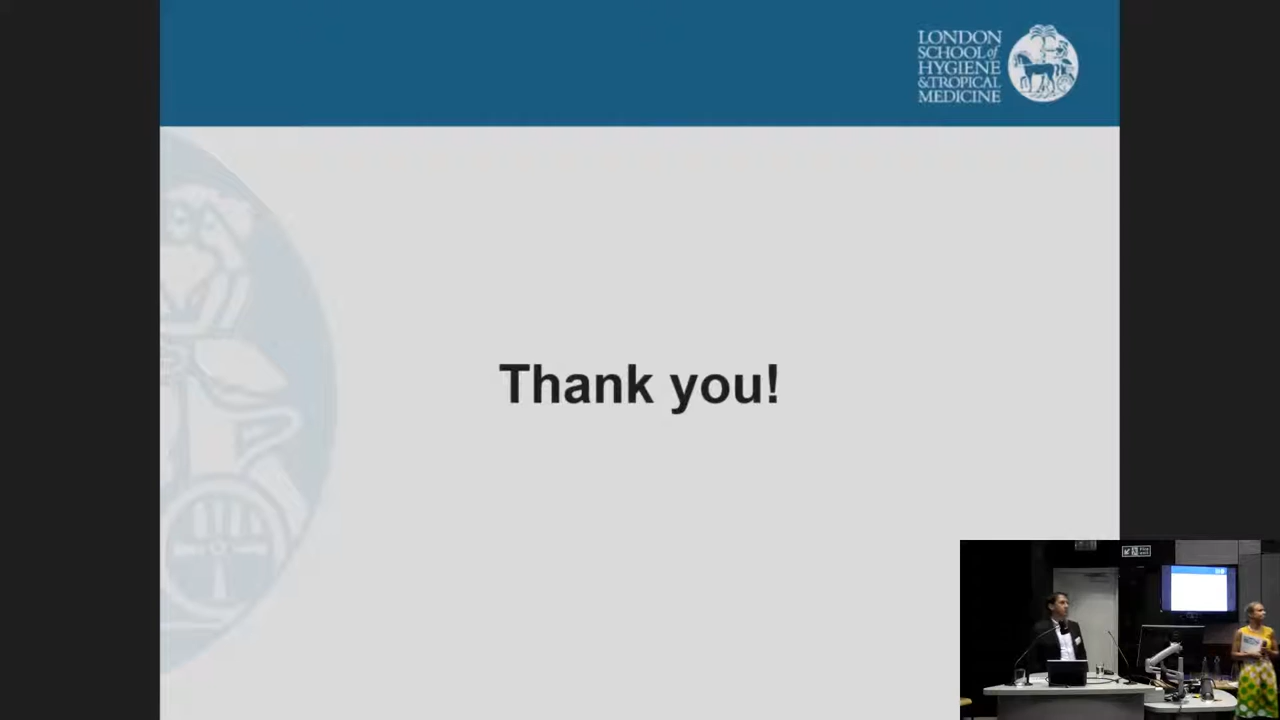 LONDON
SCHOOL of
HYGIENE
& TROPICAL
MEDICINE
Thank you!